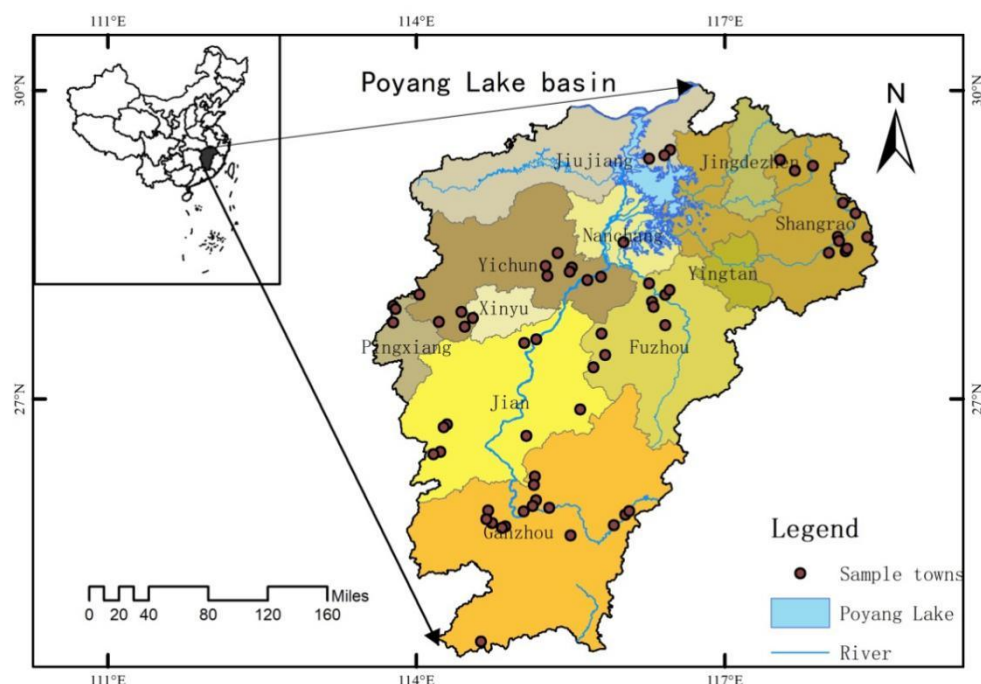 111°E 114°E 117°E
30°N
30°N
Poyang Lake basin
N
Jiujiang
Jingdezhen
Shangrao
Nanchang
Yichun
Yingtan
Xinyu
Pingxiang
Fuzhou
27°N
27°N
Jian
Ganzhou
Legend
Sample towns
Poyang Lake
River
Miles
0 10 20 40 80 120 160
111°E 114°E 117°E